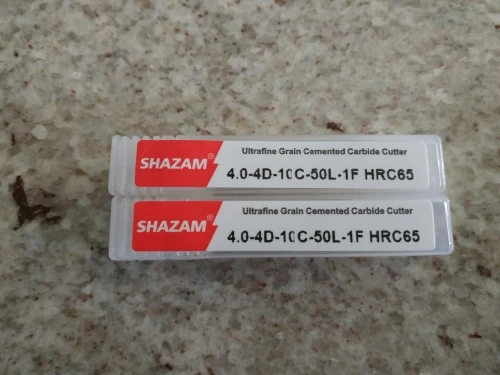 SHAZAM®
Ultrafine Grain Cemented Carbide Cutter
4.0-4D-10C-50L-1F HRC65
SHAZAM®
Ultrafine Grain Cemented Carbide Cutter
4.0-4D-10C-50L-1F HRC65